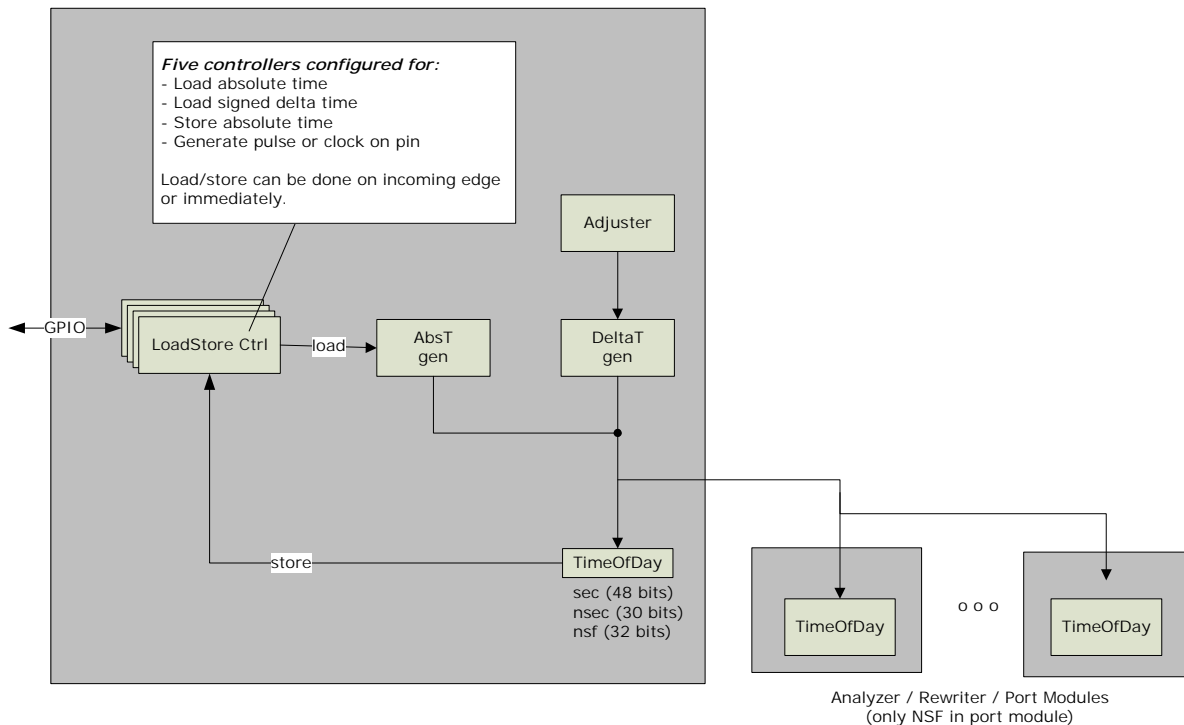 Five controllers configured for:
- Load absolute time
- Load signed delta time
- Store absolute time
- Generate pulse or clock on pin
Load/store can be done on incoming edge
or immediately.
Adjuster
GPIO
LoadStore Ctrl
load
AbsT
gen
DeltaT
gen
store
TimeOfDay
sec (48 bits)
nsec (30 bits)
nsf (32 bits)
TimeOfDay
o o o
TimeOfDay
Analyzer / Rewriter / Port Modules
(only NSF in port module)